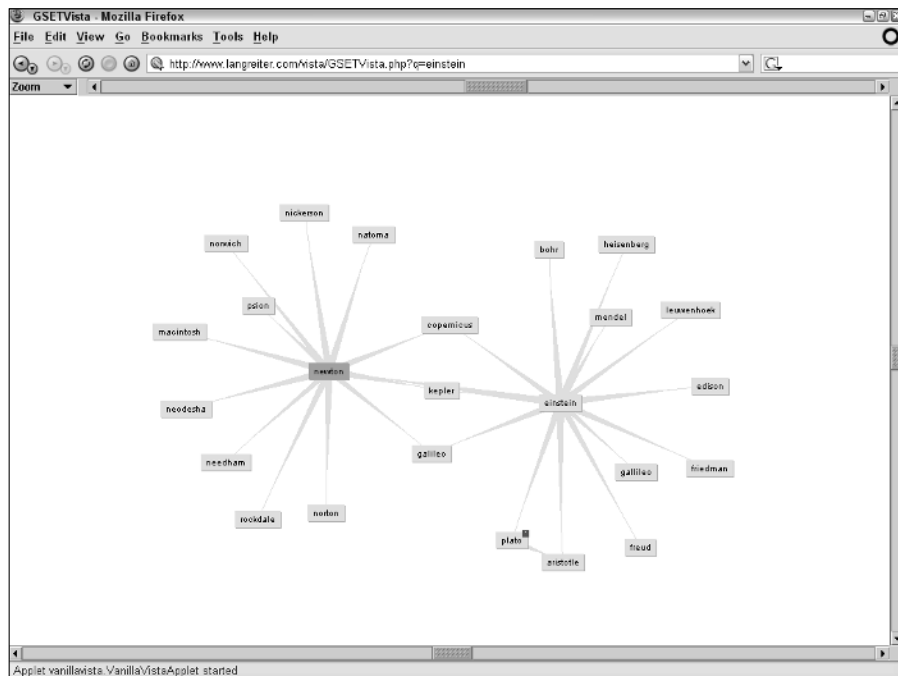 GSETVista - Mozilla Firefox
File Edit View Go Bookmarks Tools Help
http://www.langreiter.com/vista/GSETVista.php?q=einstein
Zoom
nickerson
natoma
norwich
bohr
heisenberg
psion
copernicus
mendel
leuwenhoek
macintosh
newton
kepler
einstein
edison
neodesha
galileo
needham
gallileo
friedman
rockdale
norton
plato
aristotle
freud
Applet vanillavista.VanillaVistaApplet started